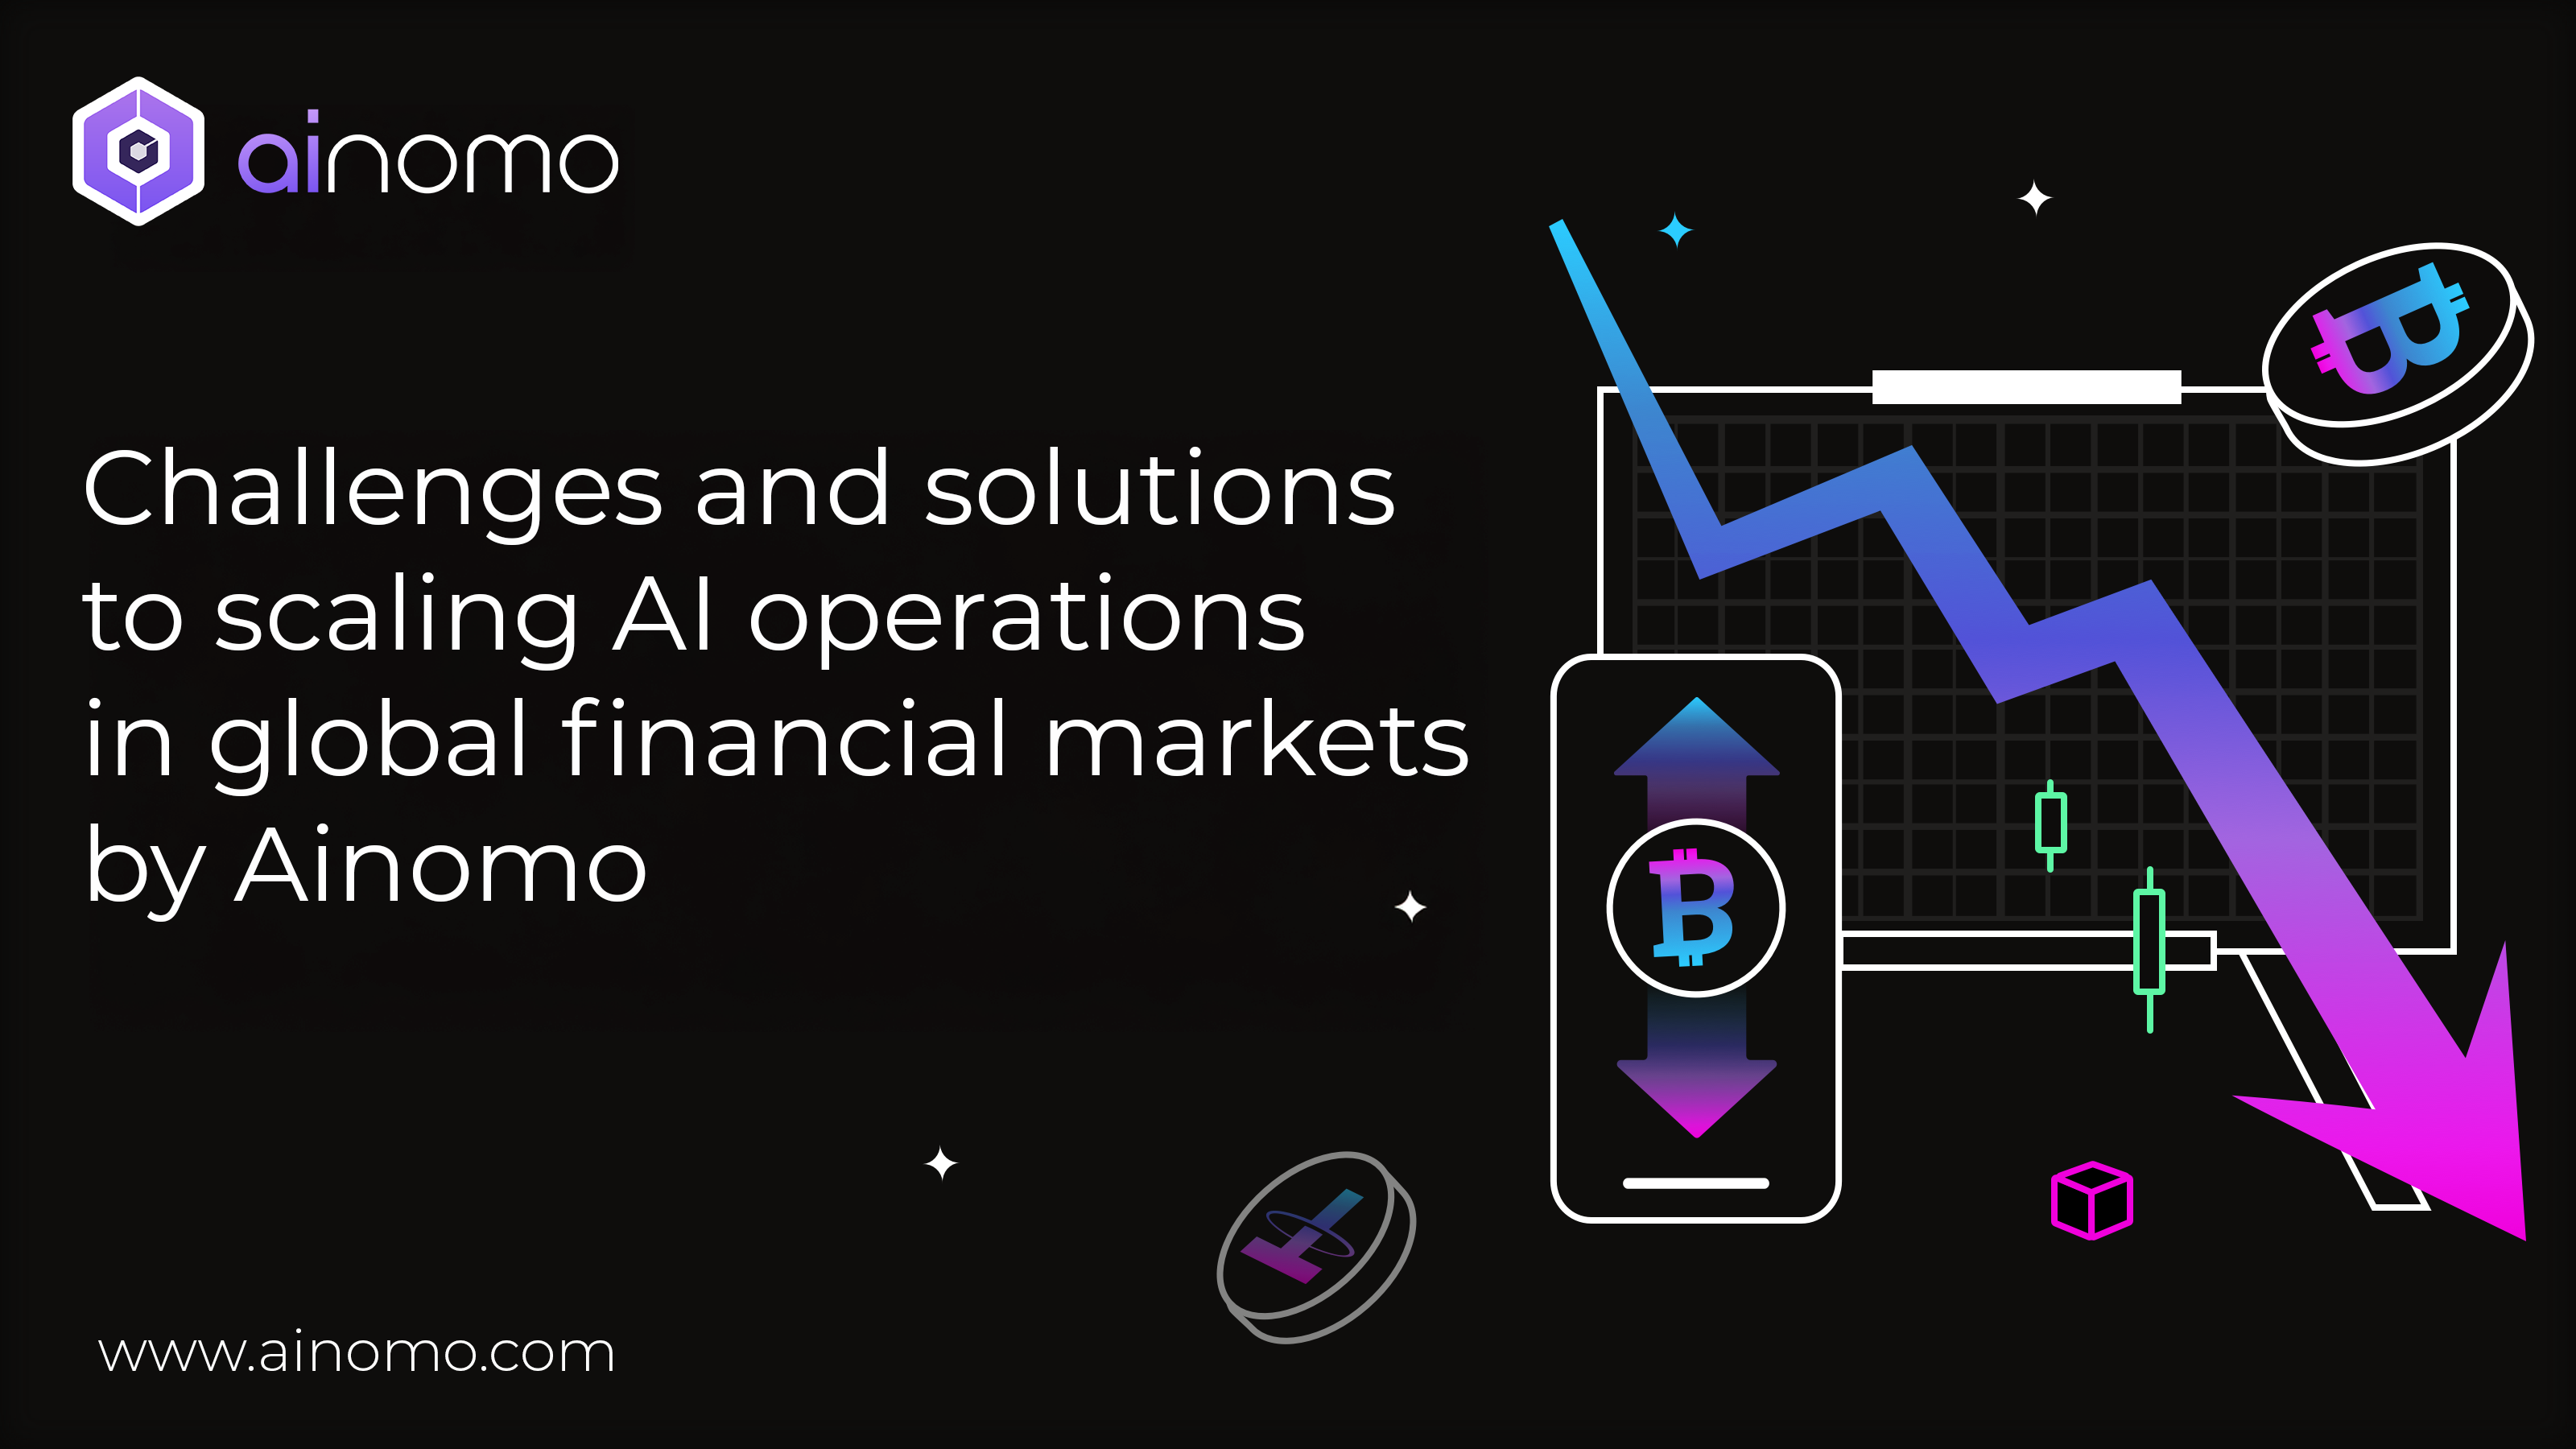 ainomo
Challenges and solutions
to scaling AI operations
in global financial markets
by Ainomo
www.ainomo.com